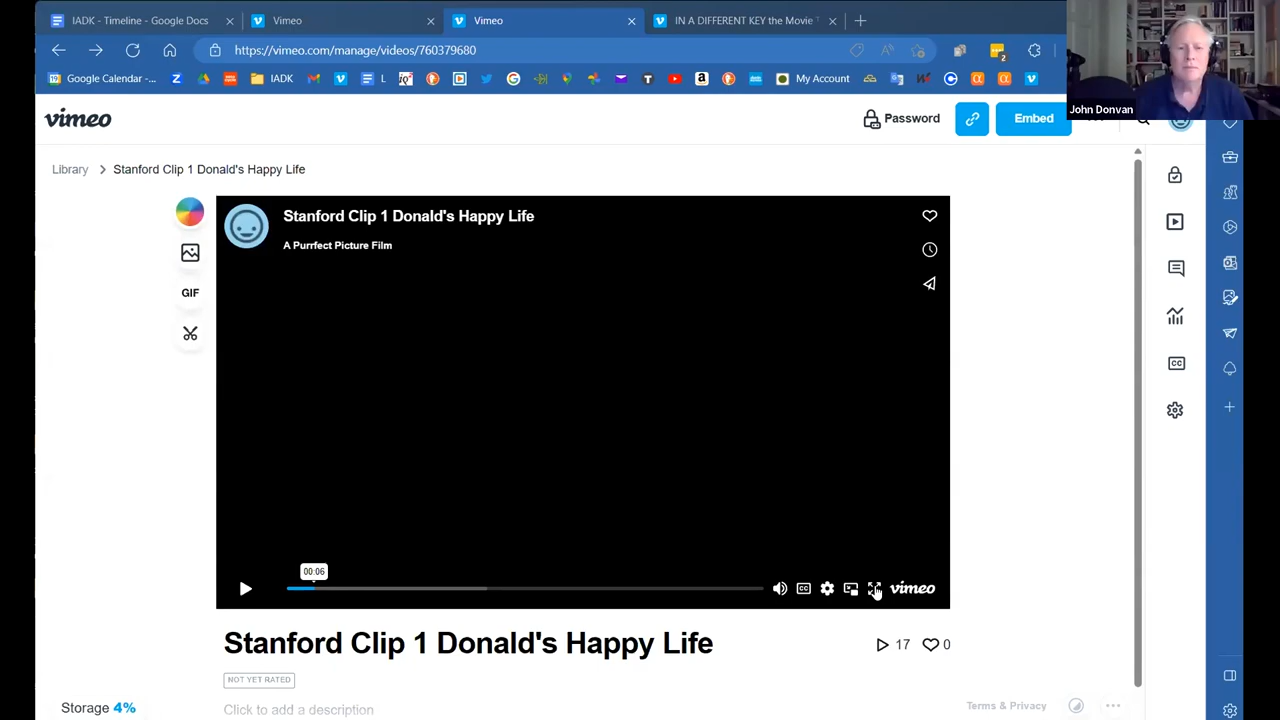 IADK - Timeline - Google Docs
Vimeo
Vimeo
IN A DIFFERENT KEY the Movie
https://vimeo.com/manage/videos/760379680
Google Calendar -...
IADK
My Account
John Donvan
vimeo
Password
Embed
Library > Stanford Clip 1 Donald's Happy Life
Stanford Clip 1 Donald's Happy Life
A Purrfect Picture Film
GIF
00:06
CC
vimeo
CC
Stanford Clip 1 Donald's Happy Life
17
0
NOT YET RATED
Storage 4%
Click to add a description
Terms & Privacy